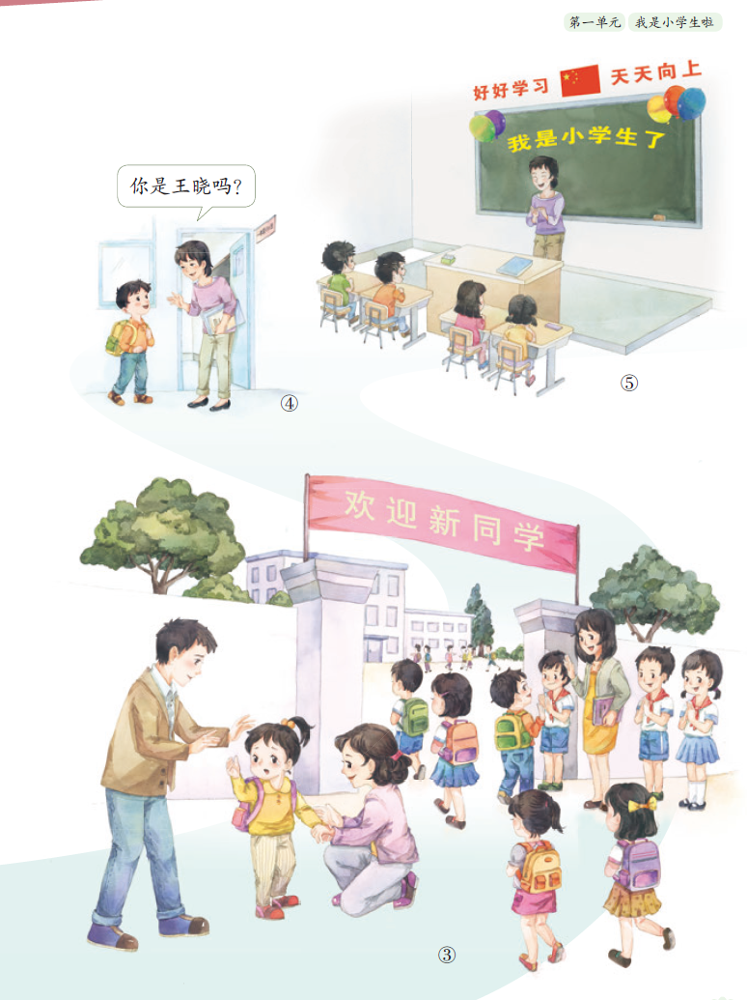 第一单元 我是小学生啦
好好学习 天天向上
我是小学生了
你是王晓吗？
④
⑤
欢迎新同学
③